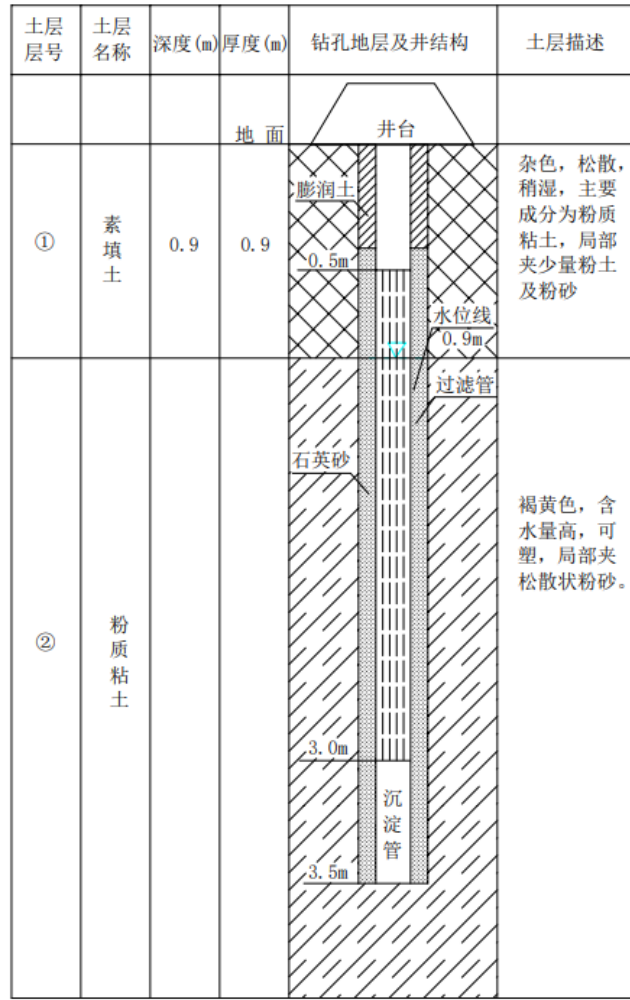 土层
层号
土层
名称
深度(m)
厚度(m)
钻孔地层及井结构
土层描述
地 面
井台
①
素
填
土
0.9
0.9
膨润土
0.5m
水位线
0.9m
过滤管
杂色，松散，
稍湿，主要
成分为粉质
粘土，局部
夹少量粉土
及粉砂
②
粉
质
粘
土
石英砂
3.0m
沉
淀
管
3.5m
褐黄色，含
水量高，可
塑，局部夹
松散状粉砂。